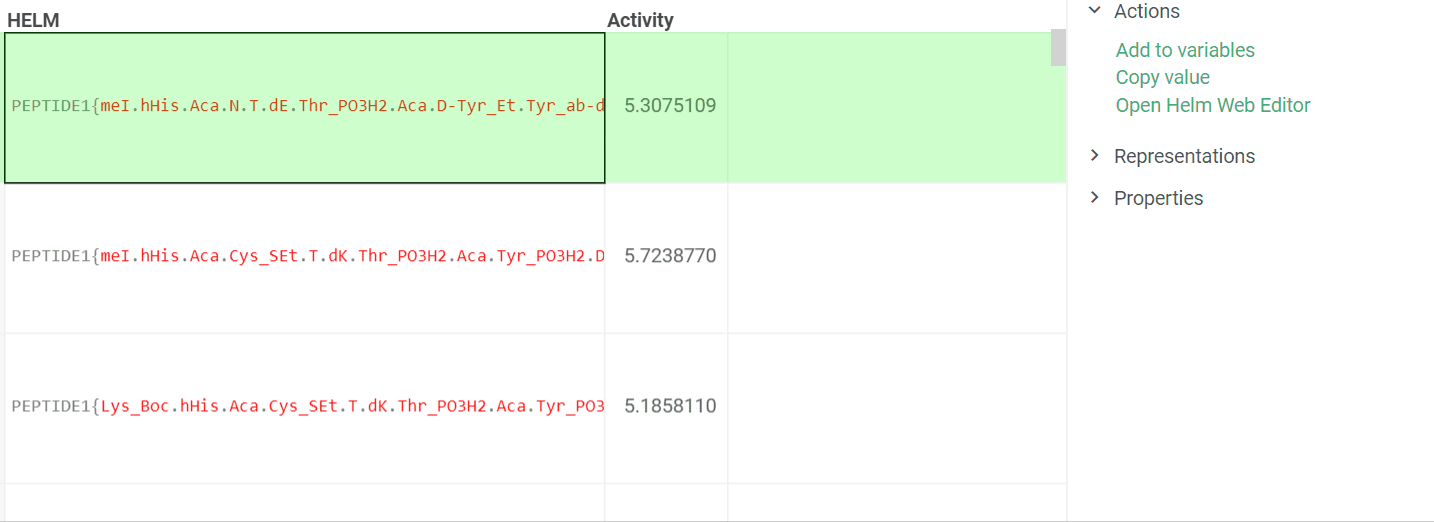 HELM Activity
PEPTIDE1{meI.hHis.Aca.N.T.dE.Thr_PO3H2.Aca.D-Tyr_Et.Tyr_ab-d 5.3075109
PEPTIDE1{meI.hHis.Aca.Cys_SEt.T.dK.Thr_PO3H2.Aca.Tyr_PO3H2.D 5.7238770
PEPTIDE1{Lys_Boc.hHis.Aca.Cys_SEt.T.dK.Thr_PO3H2.Aca.Tyr_PO3 5.1858110
Actions
Add to variables
Copy value
Open Helm Web Editor
Representations
Properties